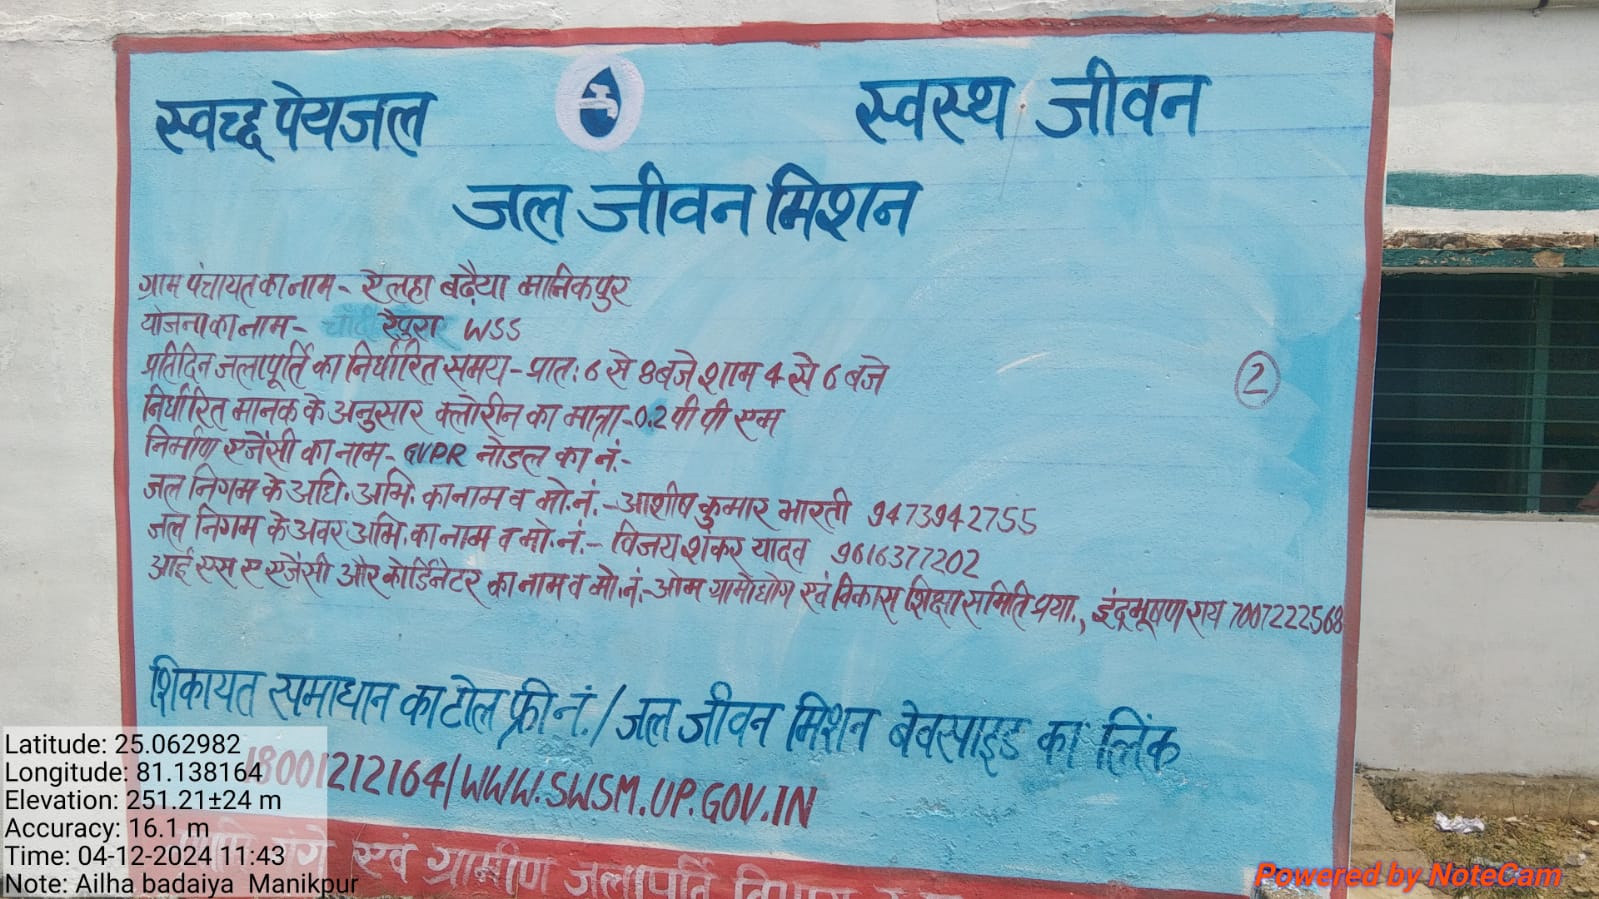 स्वच्छ पेयजल
स्वस्थ जीवन
जल जीवन मिशन
ग्राम पंचायत का नाम - ऐलहा बढ़ैया मानिकपुर
योजना का नाम - रैपुरा WSS
प्रतिदिन जलापूर्ति का निर्धारित समय - प्रातः 6 से 8 बजे शाम 4 से 6 बजे
2
निर्धारित मानक के अनुसार क्लोरीन का मात्रा - 0.2 पी पी एम
निर्माण एजेंसी का नाम - GVPR नोडल का नं.-
जल निगम के अधि. अभि. का नाम व मो.नं. - आशीष कुमार भारती 9473942755
जल निगम के अवर अभि. का नाम व मो.नं. - विजय शंकर यादव 9616377202
आई एस ए एजेंसी और कोर्डिनेटर का नाम व मो.नं.- ओम ग्रामोद्योग एवं विकास शिक्षा समिति प्रया., इंद्रभूषण राय 7007222568
शिकायत समाधान का टोल फ्री नं. / जल जीवन मिशन बेवसाइड का लिंक
18001212164/WWW.SWSM.UP.GOV.IN
एवं ग्रामीण जलापूर्ति विभाग
Latitude: 25.062982
Longitude: 81.138164
Elevation: 251.21±24 m
Accuracy: 16.1 m
Time: 04-12-2024 11:43
Note: Ailha badaiya Manikpur
Powered by NoteCam